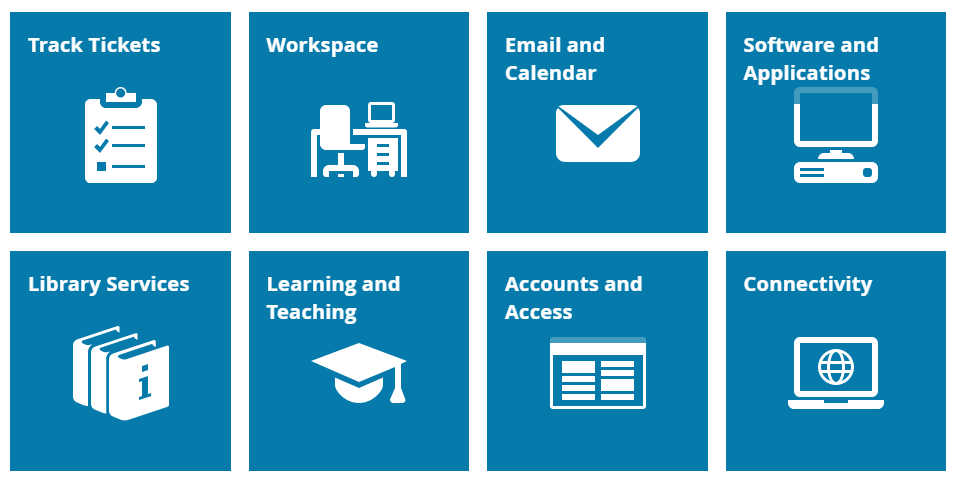 Track Tickets
Workspace
Email and
Calendar
Software and
Applications
Library Services
i
Learning and
Teaching
Accounts and
Access
Connectivity